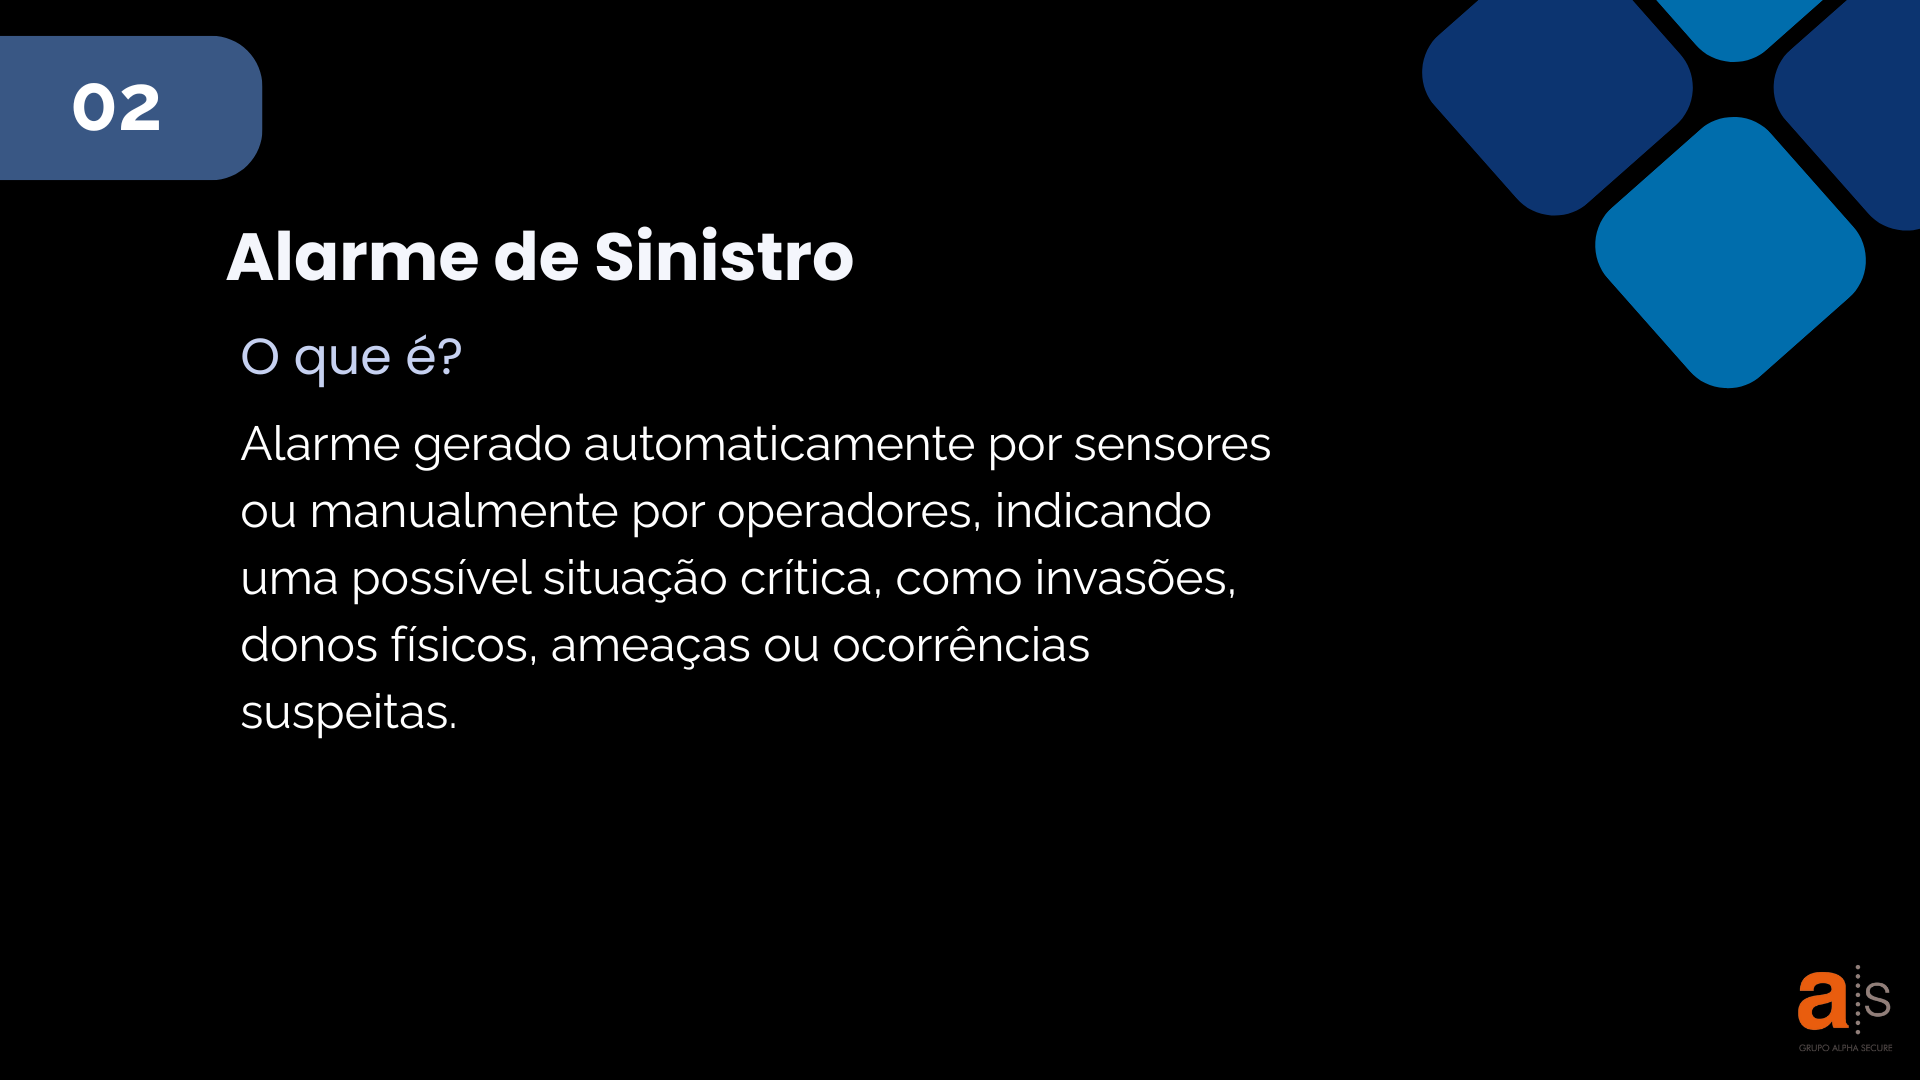 02
Alarme de Sinistro
O que é?
Alarme gerado automaticamente por sensores
ou manualmente por operadores, indicando
uma possível situação crítica, como invasões,
donos físicos, ameaças ou ocorrências
suspeitas.
a s
GRUPO ALPHA SECURE